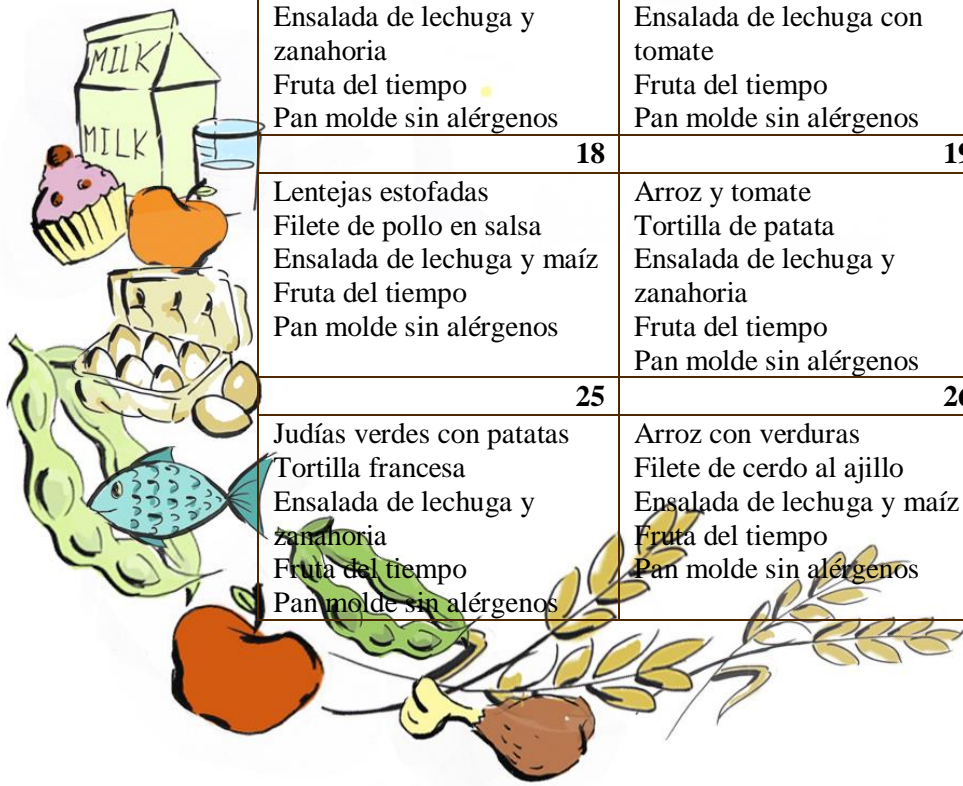 MILK
MILK
Ensalada de lechuga y
zanahoria
Fruta del tiempo
Pan molde sin alérgenos
Ensalada de lechuga con
tomate
Fruta del tiempo
Pan molde sin alérgenos
18
Lentejas estofadas
Filete de pollo en salsa
Ensalada de lechuga y maíz
Fruta del tiempo
Pan molde sin alérgenos
19
Arroz y tomate
Tortilla de patata
Ensalada de lechuga y
zanahoria
Fruta del tiempo
Pan molde sin alérgenos
25
Judías verdes con patatas
Tortilla francesa
Ensalada de lechuga y
zanahoria
Fruta del tiempo
Pan molde sin alérgenos
26
Arroz con verduras
Filete de cerdo al ajillo
Ensalada de lechuga y maíz
Fruta del tiempo
Pan molde sin alérgenos